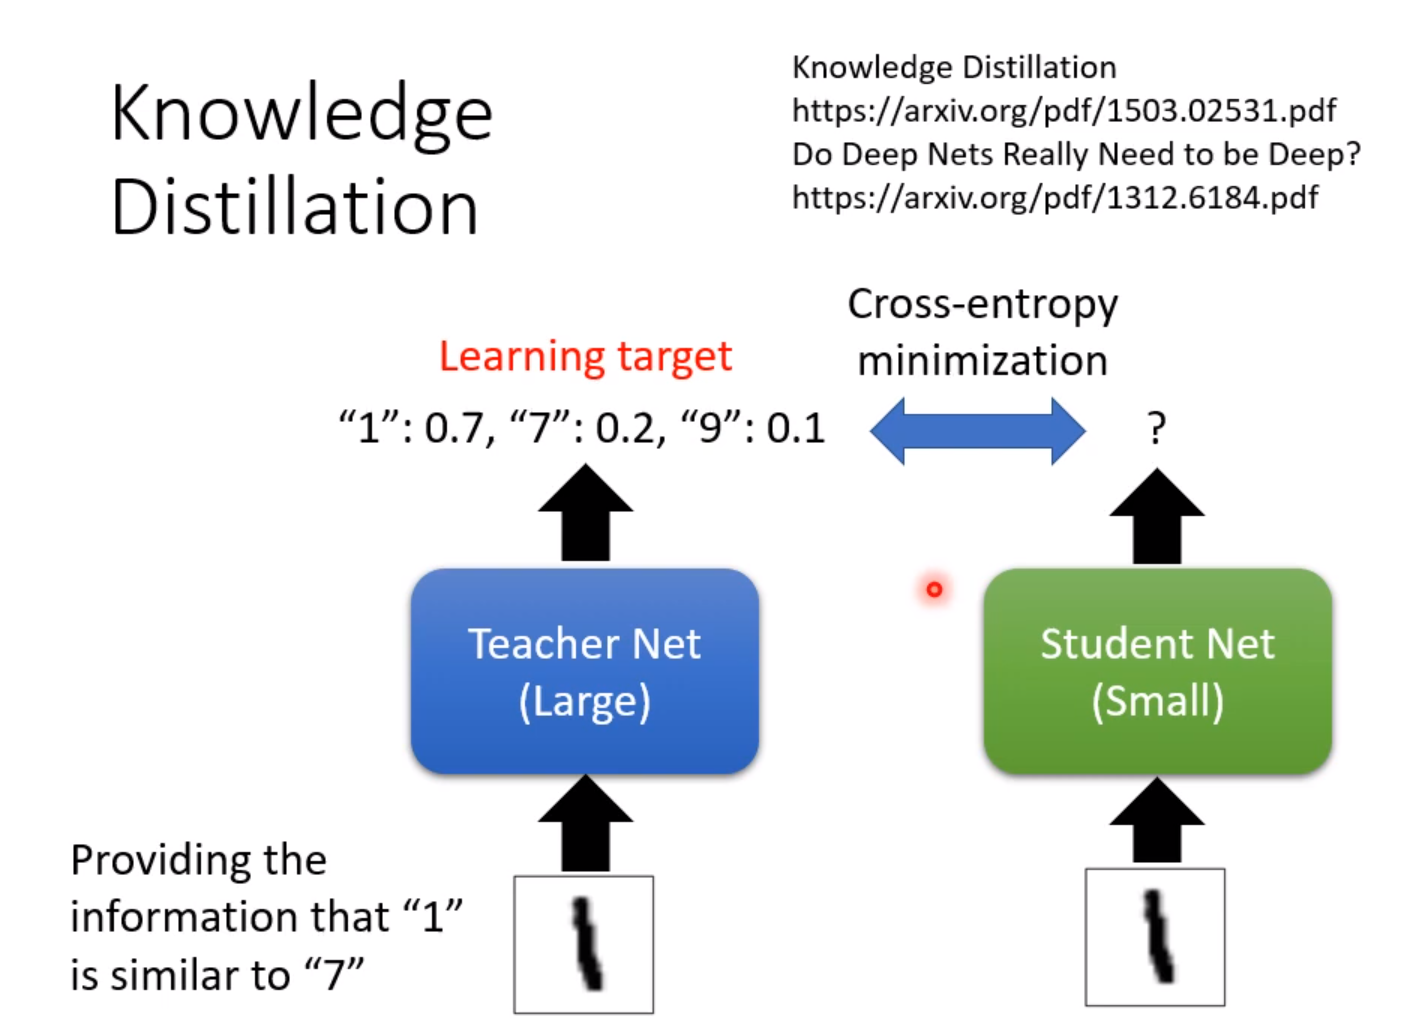 Knowledge
Distillation
Knowledge Distillation
https://arxiv.org/pdf/1503.02531.pdf
Do Deep Nets Really Need to be Deep?
https://arxiv.org/pdf/1312.6184.pdf
Cross-entropy
minimization
Learning target
“1”: 0.7, “7”: 0.2, “9”: 0.1
?
Teacher Net
(Large)
Student Net
(Small)
Providing the
information that “1”
is similar to “7”